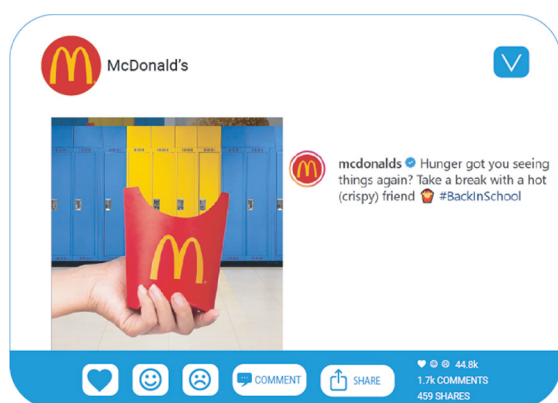 McDonald's
mcdonalds Hunger got you seeing
things again? Take a break with a hot
(crispy) friend 🍟 #BackInSchool
COMMENT
SHARE
44.8k
1.7k COMMENTS
459 SHARES